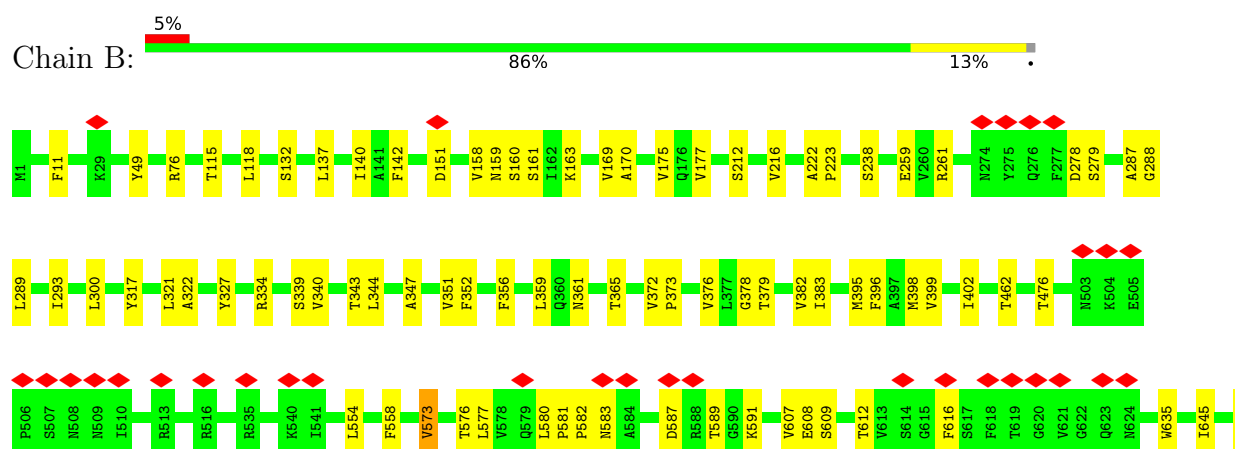 5%
Chain B:
86% 13% •
M1 F11 K29 Y49 R76 T115 L118 S132 L137 I140 A141 F142 D151 V158 N159 S160 S161 I162 K163 V169 A170 V175 Q176 V177 S212 V216 A222 P223 S238 E259 V260 R261 N274 Y275 Q276 F277 D278 S279 A287 G288
L289 I293 L300 Y317 L321 A322 Y327 R334 S339 V340 T343 L344 A347 V351 F352 F356 L359 Q360 N361 T365 V372 P373 V376 L377 G378 T379 V382 I383 M395 F396 A397 M398 V399 I402 T462 T476 N503 K504 E505
P506 S507 N508 N509 I510 R513 R516 R535 K540 I541 L554 F558 V573 T576 L577 V578 Q579 L580 P581 P582 N583 A584 D587 R588 T589 G590 K591 V607 E608 S609 T612 V613 S614 G615 F616 S617 F618 T619 G620 V621 G622 Q623 N624 W635 I645